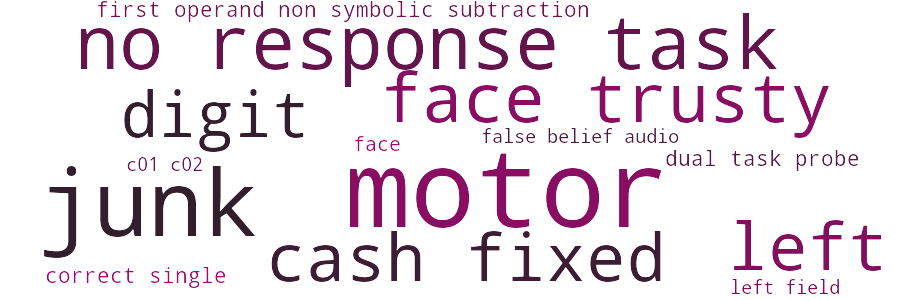 first operand non symbolic subtraction
no response task
face trusty
digit
false belief audio
face
dual task probe
c01 c02
junk
motor
left
cash fixed
correct single
left field